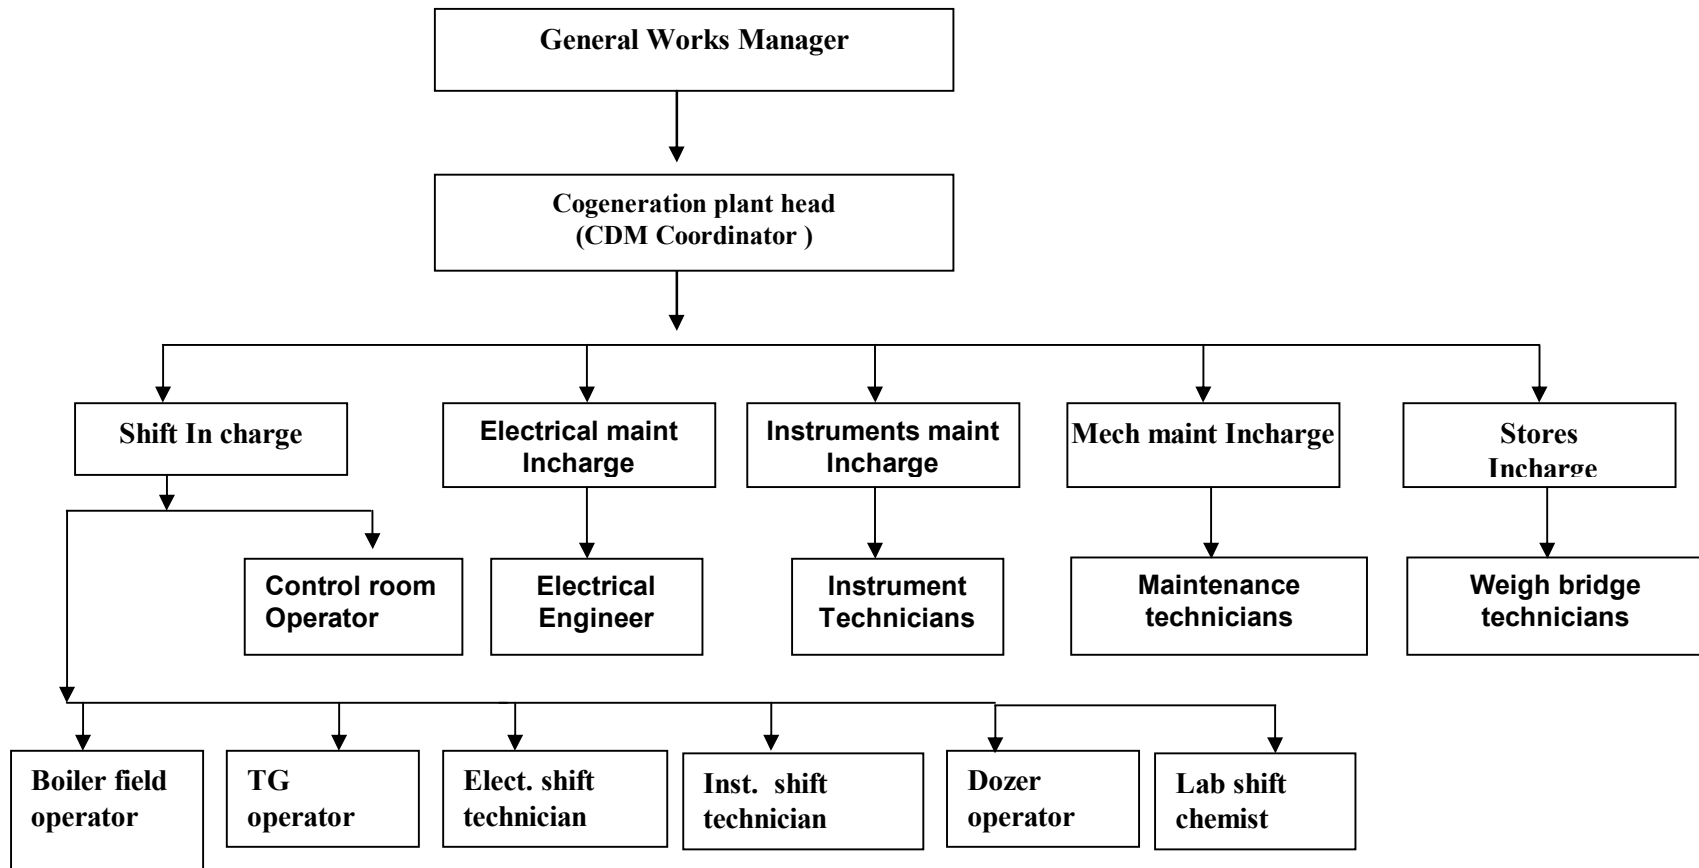 General Works Manager
Cogeneration plant head
(CDM Coordinator )
Shift In charge
Electrical maint
Incharge
Instruments maint
Incharge
Mech maint Incharge
Stores
Incharge
Control room
Operator
Electrical
Engineer
Instrument
Technicians
Maintenance
technicians
Weigh bridge
technicians
Boiler field
operator
TG
operator
Elect. shift
technician
Inst.  shift
technician
Dozer
operator
Lab shift
chemist